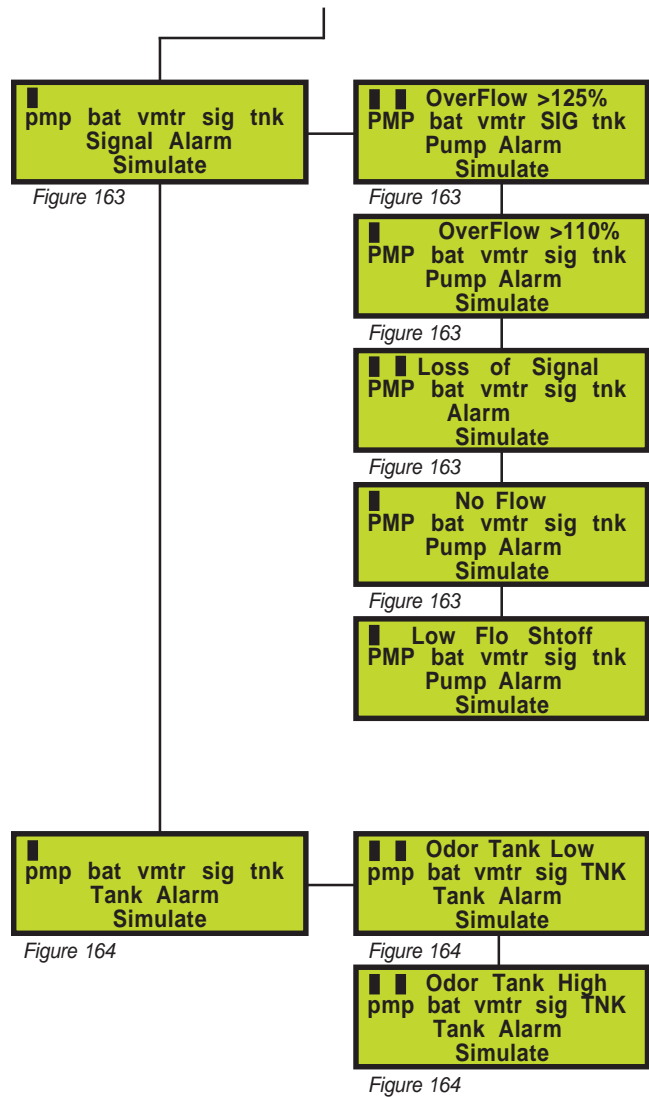 pmp bat vmtr sig tnk
Signal Alarm
Simulate
Figure 163
OverFlow >125%
PMP bat vmtr SIG tnk
Pump Alarm
Simulate
Figure 163
OverFlow >110%
PMP bat vmtr sig tnk
Pump Alarm
Simulate
Figure 163
Loss of Signal
PMP bat vmtr sig tnk
Alarm
Simulate
Figure 163
No Flow
PMP bat vmtr sig tnk
Pump Alarm
Simulate
Figure 163
Low Flo Shtoff
PMP bat vmtr sig tnk
Pump Alarm
Simulate
pmp bat vmtr sig tnk
Tank Alarm
Simulate
Figure 164
Odor Tank Low
pmp bat vmtr sig TNK
Tank Alarm
Simulate
Figure 164
Odor Tank High
pmp bat vmtr sig TNK
Tank Alarm
Simulate
Figure 164